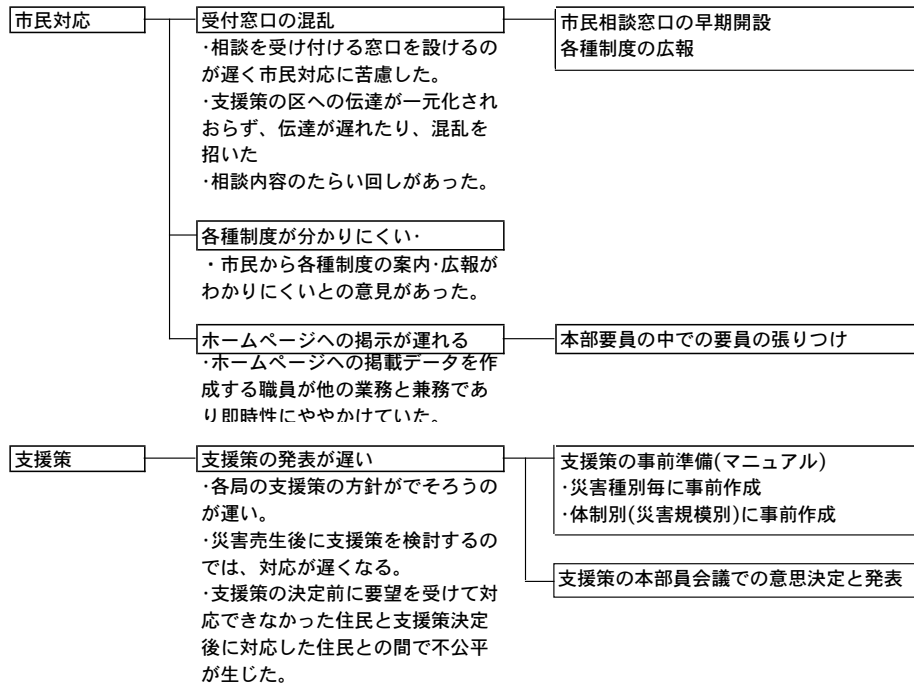 市民対応
受付窓口の混乱
･相談を受け付ける窓口を設けるの
が遅く市民対応に苦慮した。
･支援策の区への伝達が一元化され
おらず、伝達が遅れたり、混乱を
招いた
･相談内容のたらい回しがあった。
市民相談窓口の早期開設
各種制度の広報
各種制度が分かりにくい･
・市民から各種制度の案内･広報が
わかりにくいとの意見があった。
ホームページへの掲示が運れる
･ホームページへの掲載データを作
成する職員が他の業務と兼務であ
り即時性にややかけていた。
本部要員の中での要員の張りつけ
支援策
支援策の発表が遅い
･各局の支援策の方針がでそろうの
が運い。
･災害売生後に支援策を検討するの
では、対応が遅くなる。
･支援策の決定前に要望を受けて対
応できなかった住民と支援策決定
後に対応した住民との間で不公平
が生じた。
支援策の事前準備(マニュアル)
･災害種別毎に事前作成
･体制別(災害規模別)に事前作成
支援策の本部員会議での意思決定と発表